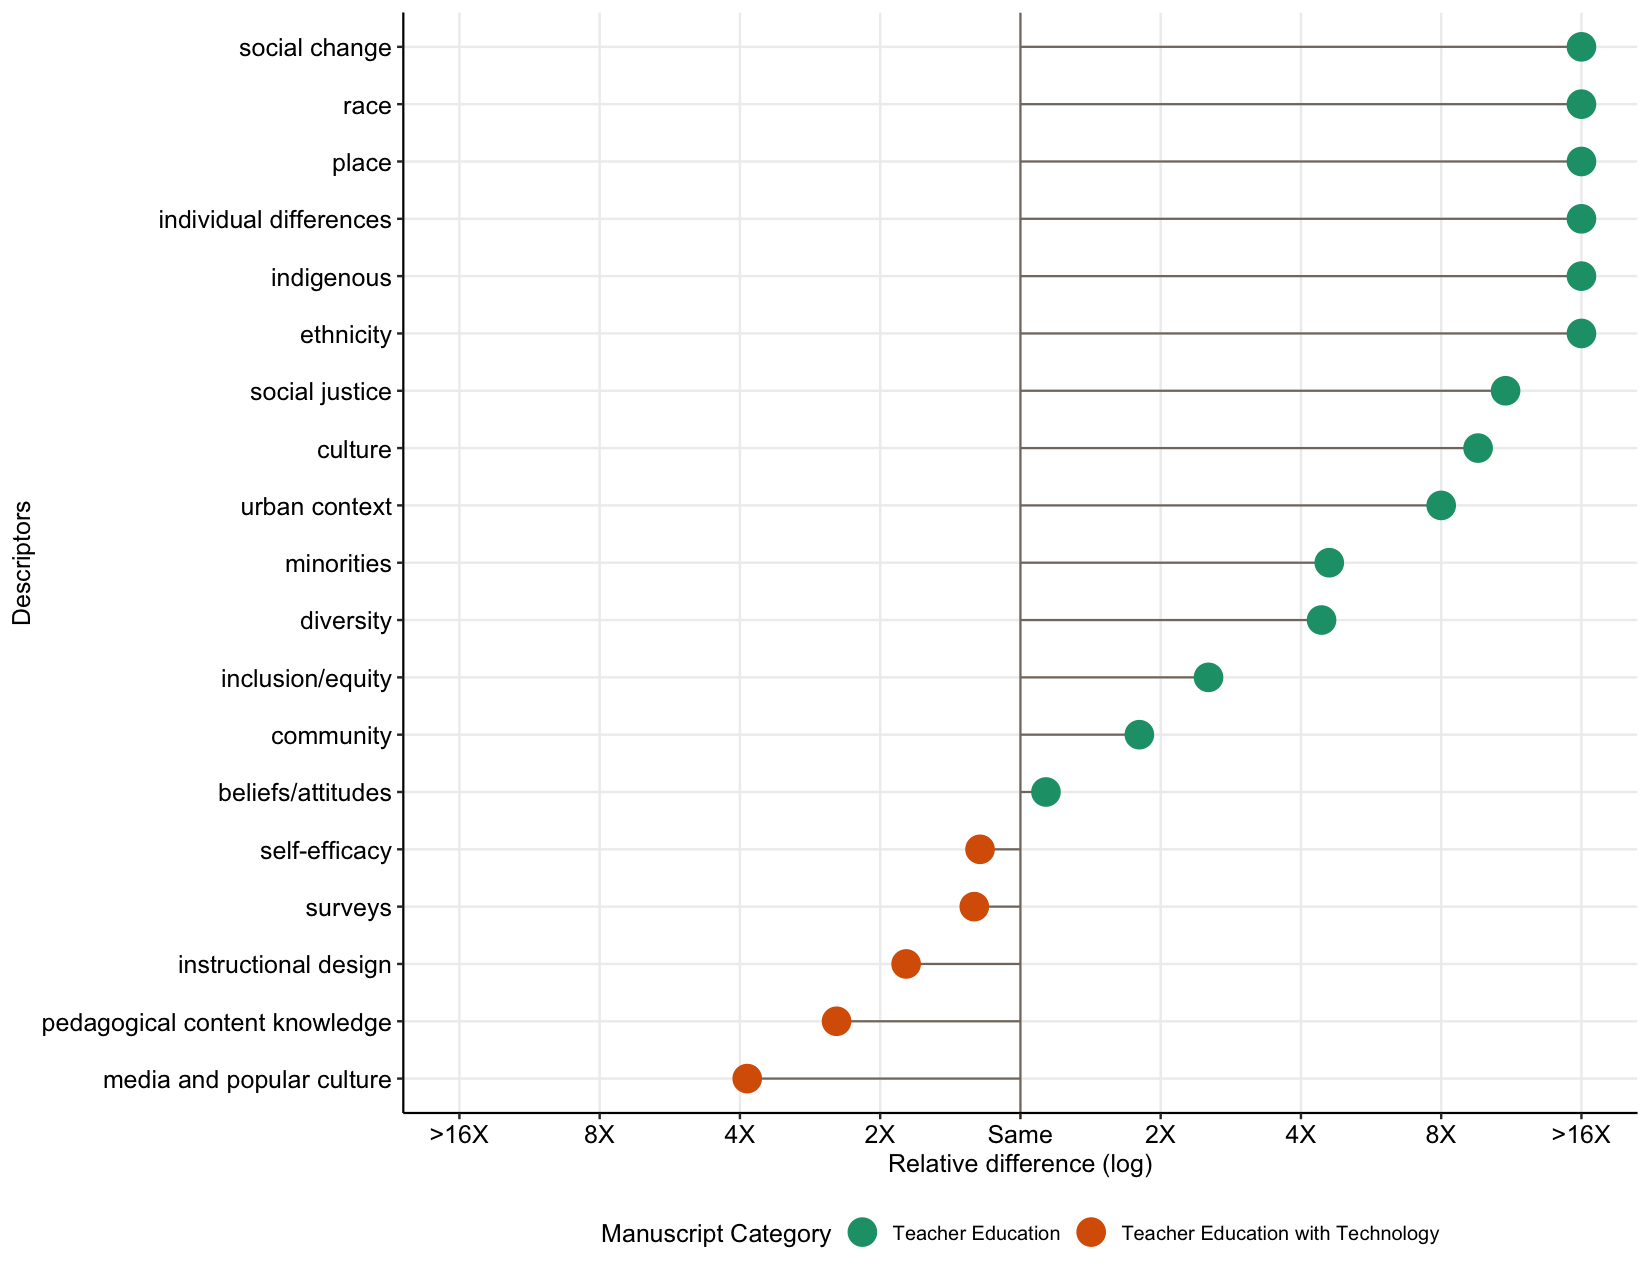 social change
race
place
individual differences
indigenous
ethnicity
social justice
culture
urban context
minorities
diversity
inclusion/equity
community
beliefs/attitudes
self-efficacy
surveys
instructional design
pedagogical content knowledge
media and popular culture
Descriptors
>16X 8X 4X 2X Same 2X 4X 8X >16X
Relative difference (log)
Manuscript Category Teacher Education Teacher Education with Technology